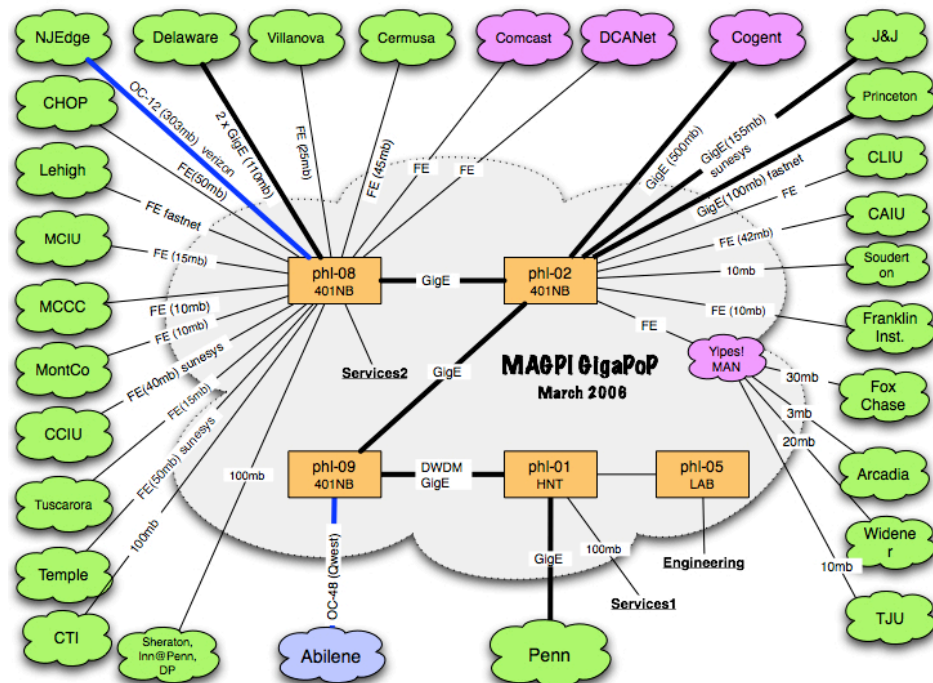 NJEdge
Delaware
Villanova
Cermusa
Comcast
DCANet
Cogent
J&J
CHOP
Princeton
Lehigh
CLIU
MCIU
CAIU
MCCC
Souderton
on
MontCo
Franklin
Inst.
CCIU
Yipes!
MAN
Fox
Chase
Tuscarora
Arcadia
Temple
Widene
r
CTI
TJU
Sheraton,
Inn@Penn,
DP
Abilene
Penn
OC-12 (303mb) verizon
2 x GigE (110mb)
FE (25mb)
FE (45mb)
FE
FE
GigE (500mb)
GigE(155mb)
sunesys
GigE(100mb) fastnet
FE
FE(50mb)
FE fastnet
FE (15mb)
FE (42mb)
10mb
FE (10mb)
FE (10mb)
FE (10mb)
FE(40mb) sunesys
FE(15mb)
FE(50mb) sunesys
100mb
100mb
FE
30mb
3mb
20mb
10mb
phl-08
401NB
GigE
phl-02
401NB
Services2
GigE
MAGPI GigaPoP
March 2006
phl-09
401NB
DWDM
GigE
phl-01
HNT
phl-05
LAB
OC-48 (Qwest)
GigE
100mb
Engineering
Services1